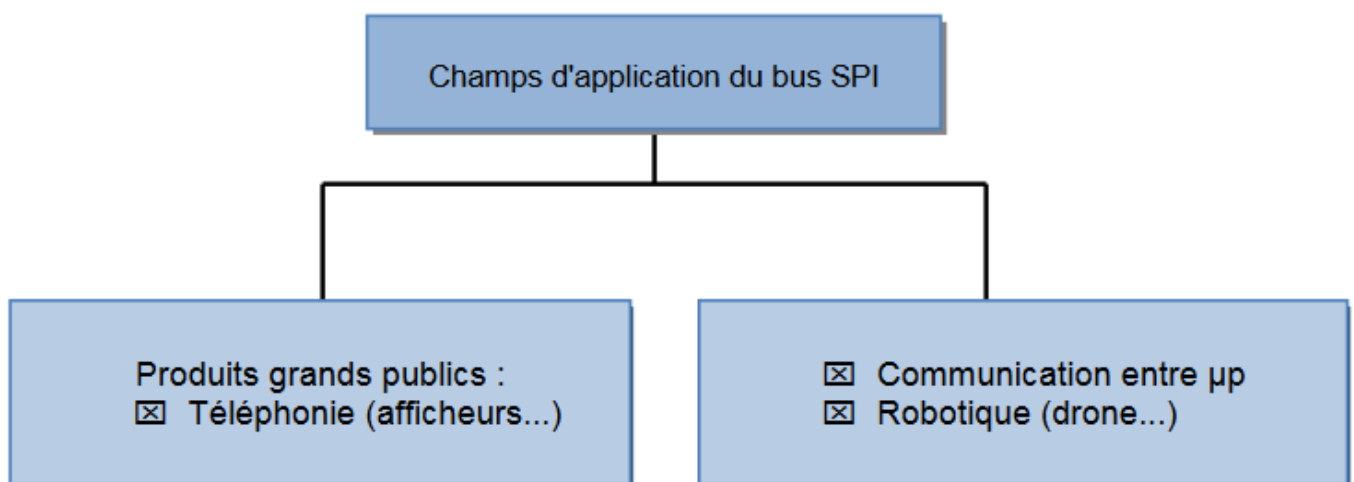 Champs d'application du bus SPI
Produits grands publics :
☒ Téléphonie (afficheurs...)
☒ Communication entre µp
☒ Robotique (drone...)